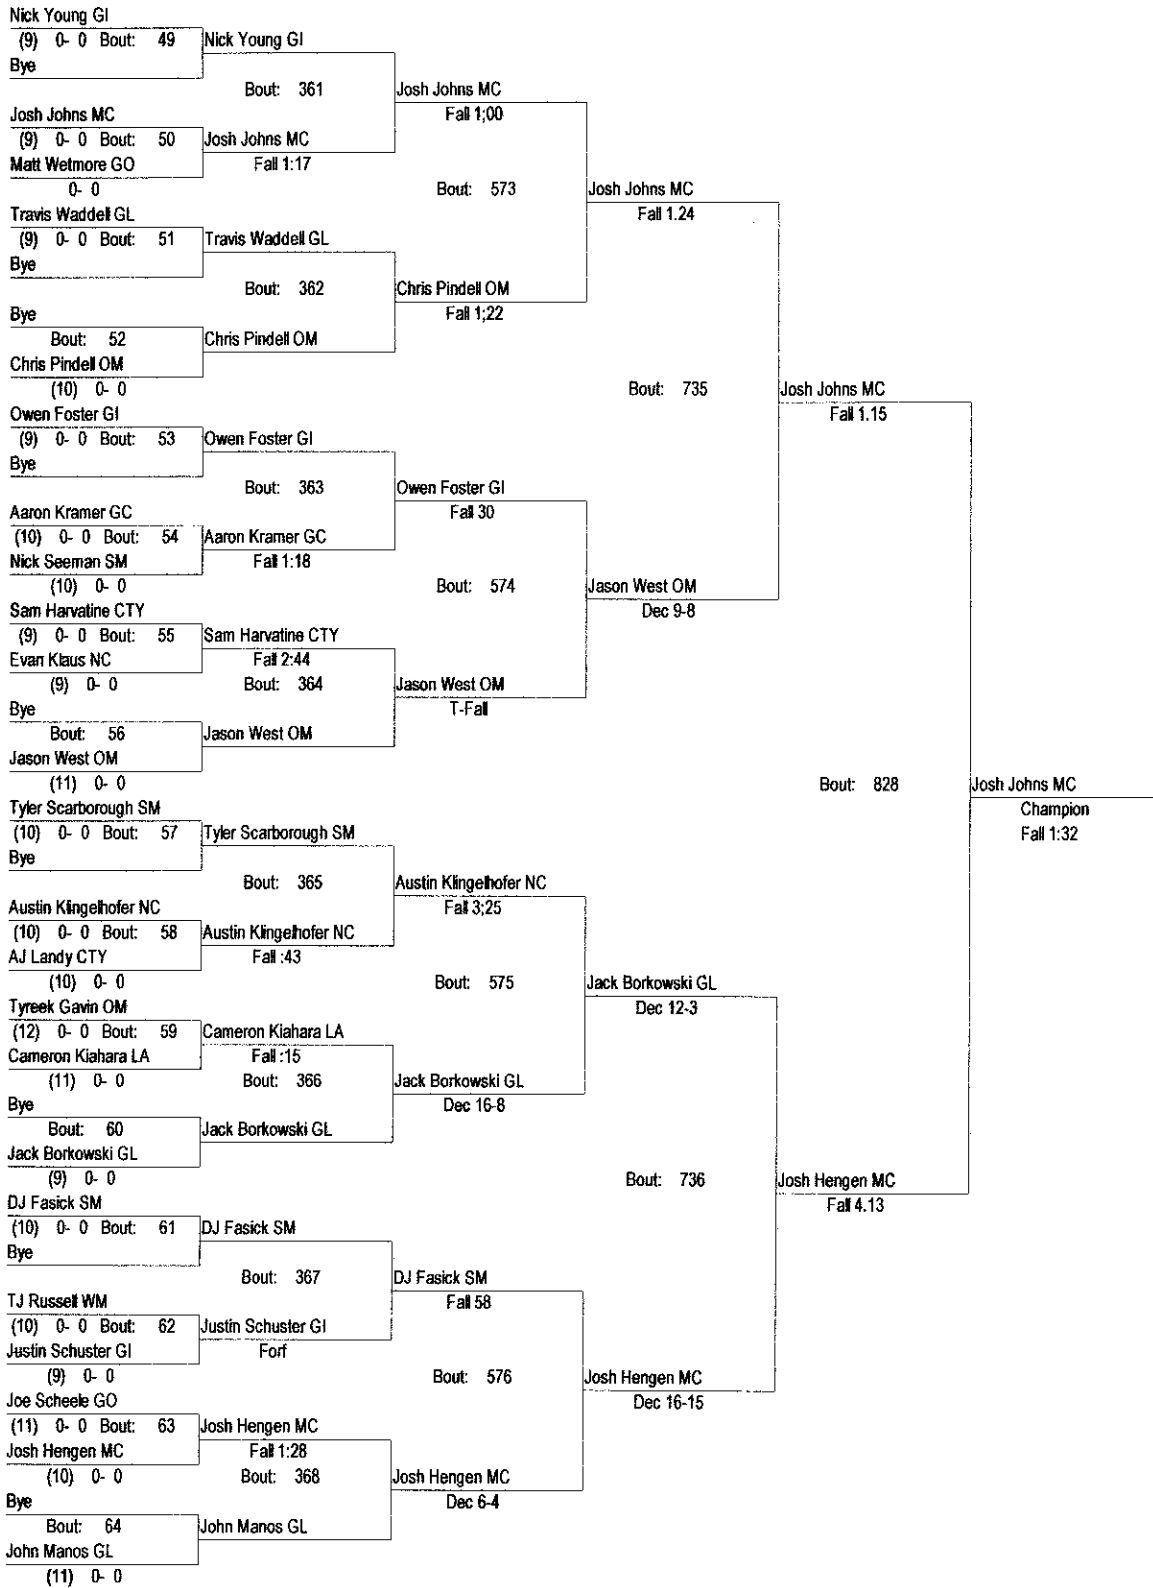 Nick Young GI
(9) 0- 0 Bout: 49 Nick Young GI
Bye
Bout: 361 Josh Johns MC
Fall 1;00
Josh Johns MC
(9) 0- 0 Bout: 50 Josh Johns MC
Matt Wetmore GO Fall 1:17
0- 0 Bout: 573 Josh Johns MC
Fall 1.24
Travis Waddell GL
(9) 0- 0 Bout: 51 Travis Waddell GL
Bye
Bout: 362 Chris Pindell OM
Fall 1;22
Bye
Bout: 52 Chris Pindell OM
Chris Pindell OM
(10) 0- 0 Bout: 735 Josh Johns MC
Fall 1.15
Owen Foster GI
(9) 0- 0 Bout: 53 Owen Foster GI
Bye
Bout: 363 Owen Foster GI
Fall 30
Aaron Kramer GC
(10) 0- 0 Bout: 54 Aaron Kramer GC
Nick Seeman SM Fall 1:18
(10) 0- 0 Bout: 574 Jason West OM
Dec 9-8
Sam Harvatine CTY
(9) 0- 0 Bout: 55 Sam Harvatine CTY
Evan Klaus NC Fall 2:44
(9) 0- 0 Bout: 364 Jason West OM
T-Fall
Bye
Bout: 56 Jason West OM
Jason West OM
(11) 0- 0 Bout: 828 Josh Johns MC
Champion
Fall 1:32
Tyler Scarborough SM
(10) 0- 0 Bout: 57 Tyler Scarborough SM
Bye
Bout: 365 Austin Klingelhofer NC
Fall 3;25
Austin Klingelhofer NC
(10) 0- 0 Bout: 58 Austin Klingelhofer NC
AJ Landy CTY Fall :43
(10) 0- 0 Bout: 575 Jack Borkowski GL
Dec 12-3
Tyreek Gavin OM
(12) 0- 0 Bout: 59 Cameron Kiahara LA
Cameron Kiahara LA Fall :15
(11) 0- 0 Bout: 366 Jack Borkowski GL
Dec 16-8
Bye
Bout: 60 Jack Borkowski GL
Jack Borkowski GL
(9) 0- 0 Bout: 736 Josh Hengen MC
Fall 4.13
DJ Fasick SM
(10) 0- 0 Bout: 61 DJ Fasick SM
Bye
Bout: 367 DJ Fasick SM
Fall 58
TJ Russell WM
(10) 0- 0 Bout: 62 Justin Schuster GI
Justin Schuster GI Forf
(9) 0- 0 Bout: 576 Josh Hengen MC
Dec 16-15
Joe Scheele GO
(11) 0- 0 Bout: 63 Josh Hengen MC
Josh Hengen MC Fall 1:28
(10) 0- 0 Bout: 368 Josh Hengen MC
Dec 6-4
Bye
Bout: 64 John Manos GL
John Manos GL
(11) 0- 0